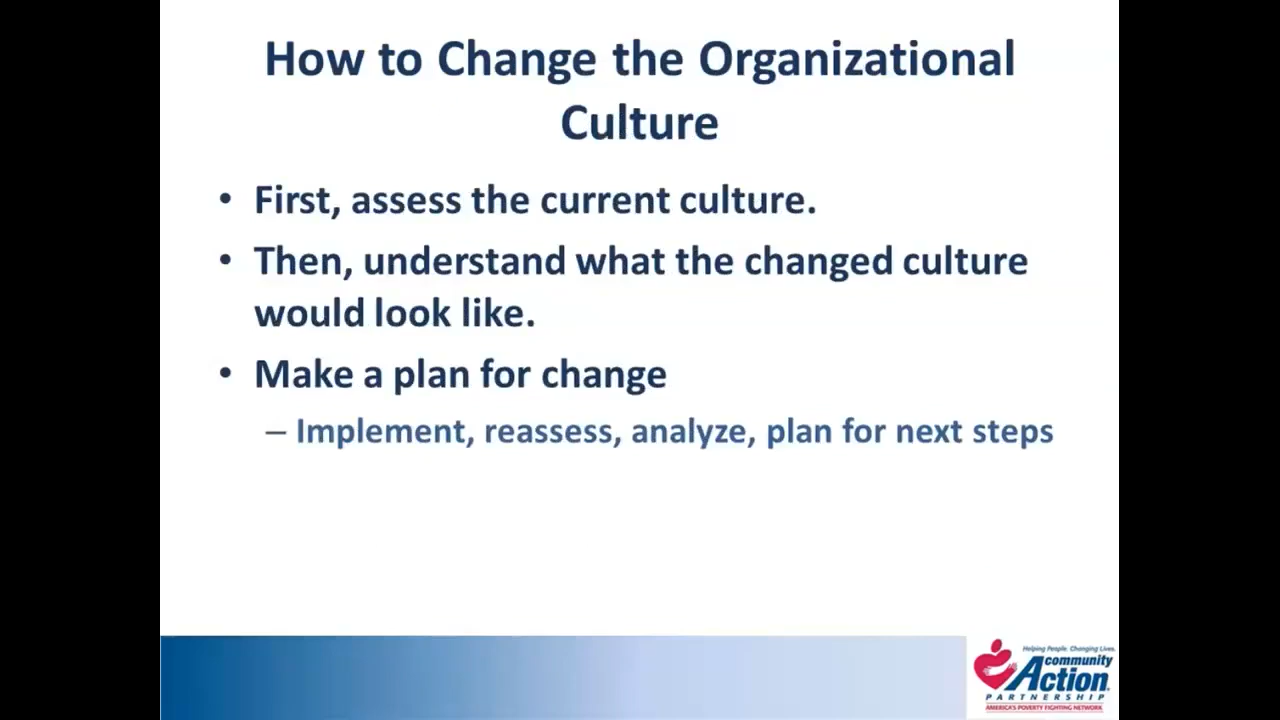 How to Change the Organizational
Culture
• First, assess the current culture.
• Then, understand what the changed culture
would look like.
• Make a plan for change
– Implement, reassess, analyze, plan for next steps
Helping People. Changing Lives.
community
Action
PARTNERSHIP
AMERICA'S POVERTY FIGHTING NETWORK